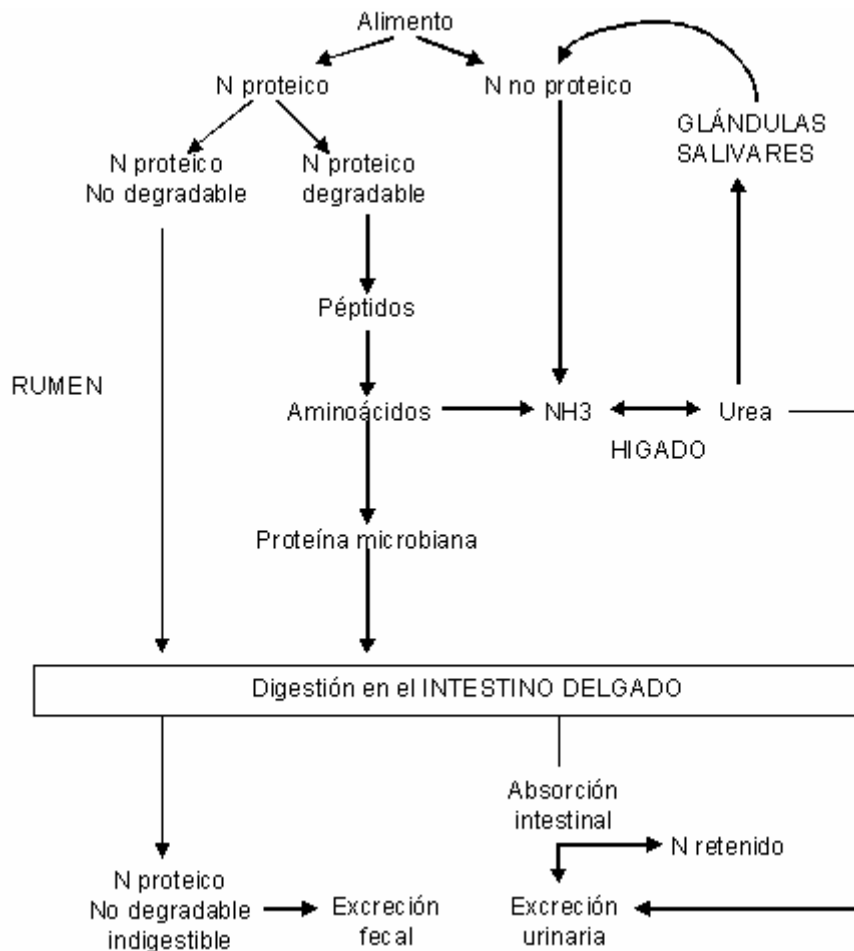 Alimento
N proteico
N no proteico
GLÁNDULAS
SALIVARES
N proteico
No degradable
N proteico
degradable
Péptidos
RUMEN
Aminoácidos
NH3
Urea
HIGADO
Proteína microbiana
Digestión en el INTESTINO DELGADO
Absorción
intestinal
N retenido
N proteico
No degradable
indigestible
Excreción
fecal
Excreción
urinaria